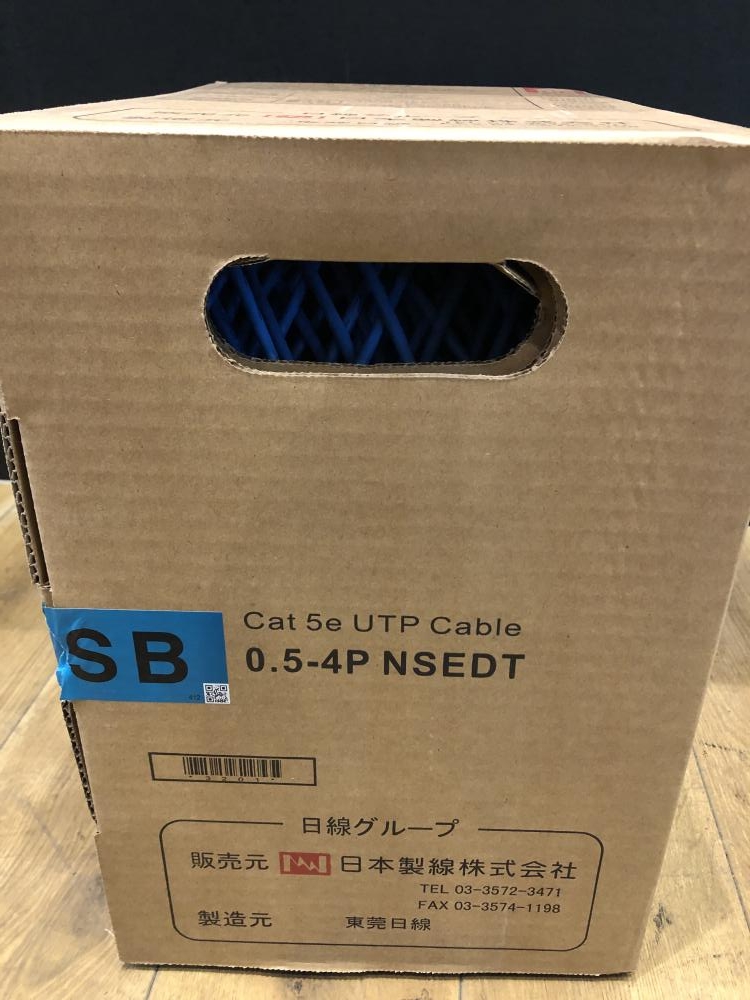 SB
Cat 5e UTP Cable
0.5-4P NSEDT
*3201*
日線グループ
販売元 日本製線株式会社
TEL 03-3572-3471
FAX 03-3574-1198
製造元 東莞日線